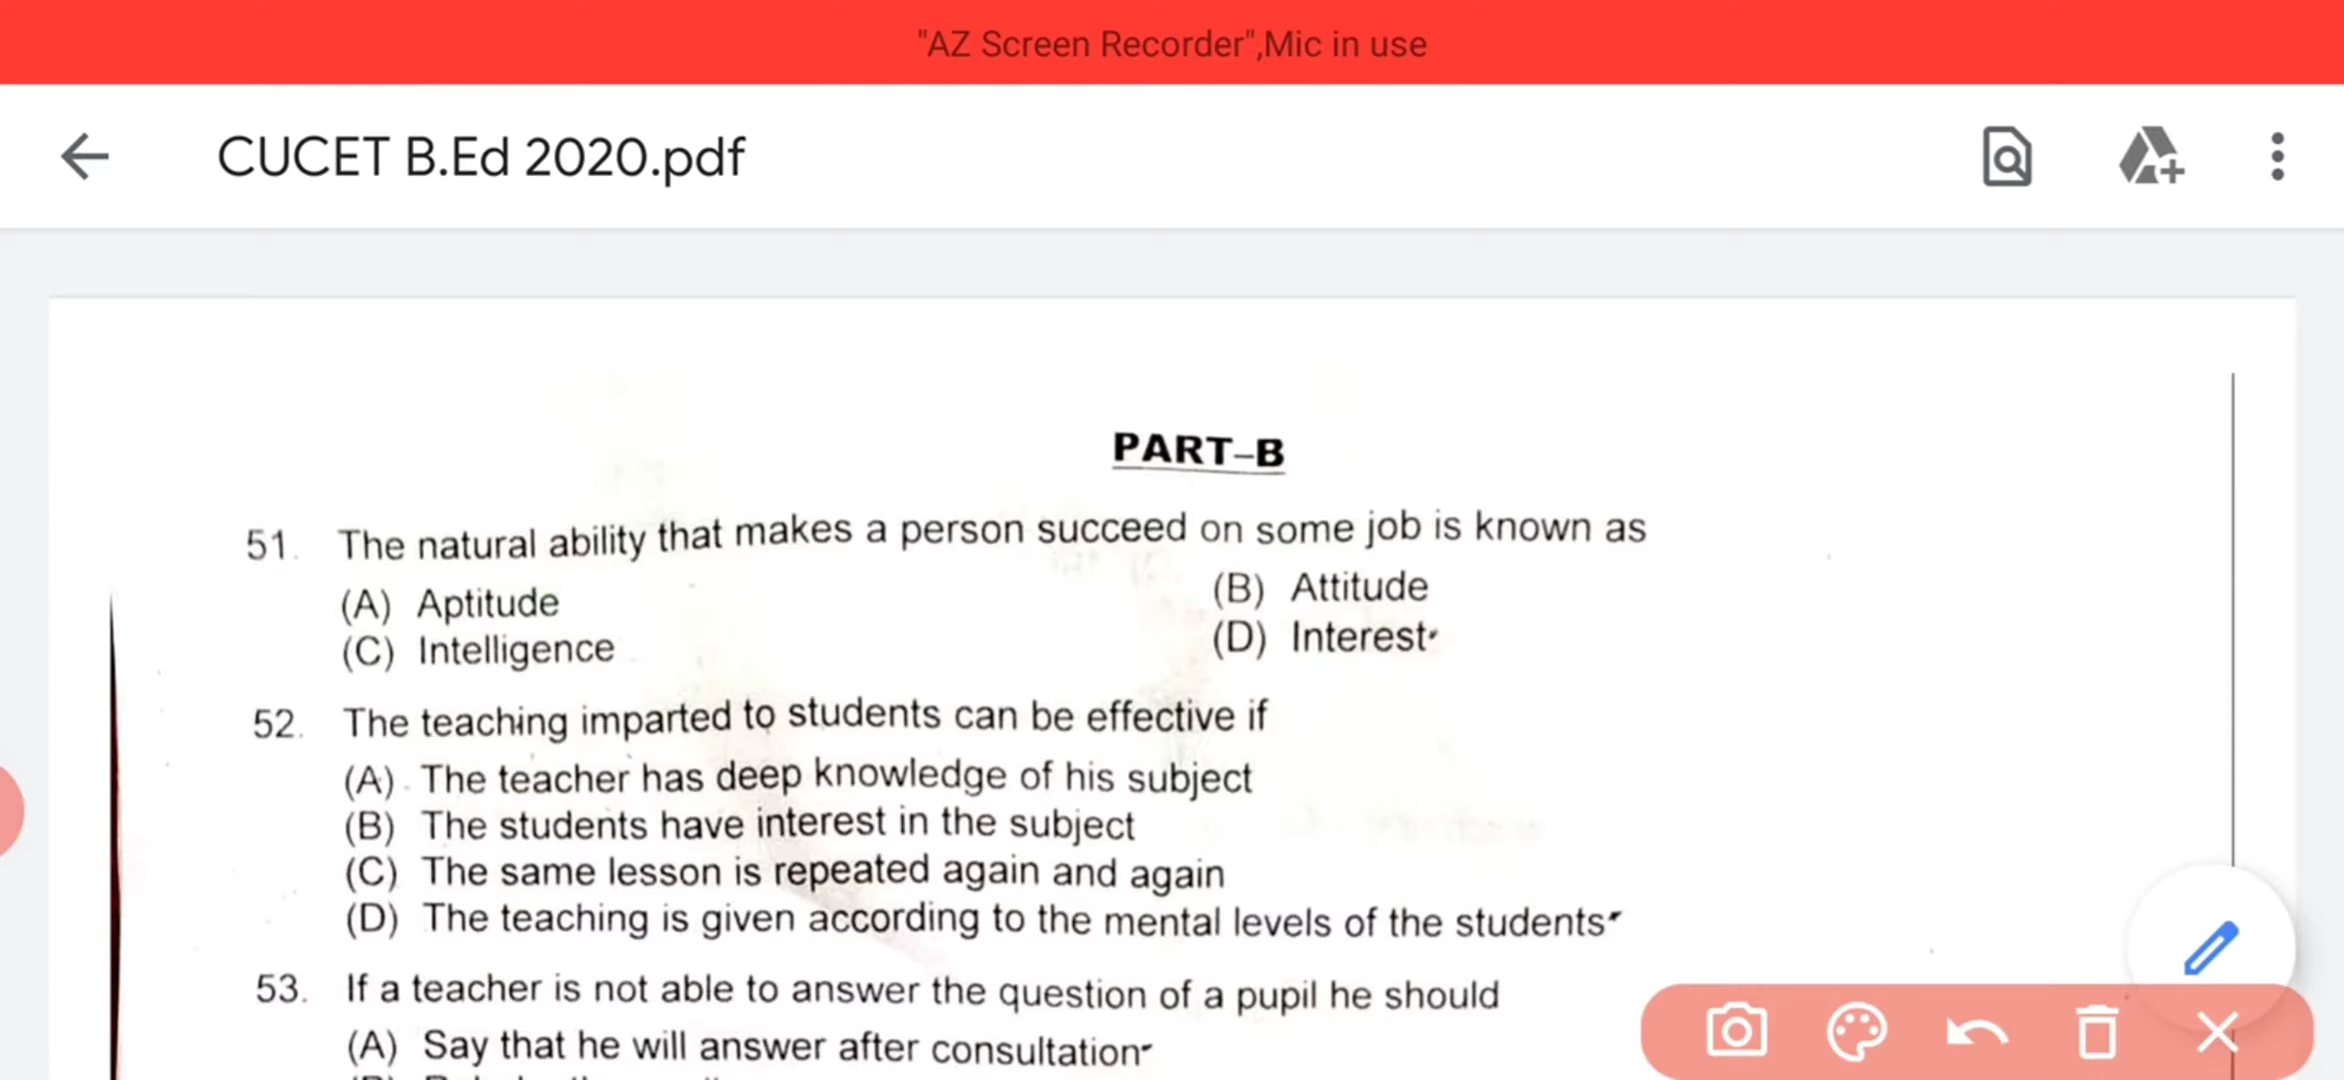 "AZ Screen Recorder",Mic in use
CUCET B.Ed 2020.pdf
PART–B
51. The natural ability that makes a person succeed on some job is known as
(A) Aptitude (B) Attitude
(C) Intelligence (D) Interest
52. The teaching imparted to students can be effective if
(A) The teacher has deep knowledge of his subject
(B) The students have interest in the subject
(C) The same lesson is repeated again and again
(D) The teaching is given according to the mental levels of the students
53. If a teacher is not able to answer the question of a pupil he should
(A) Say that he will answer after consultation